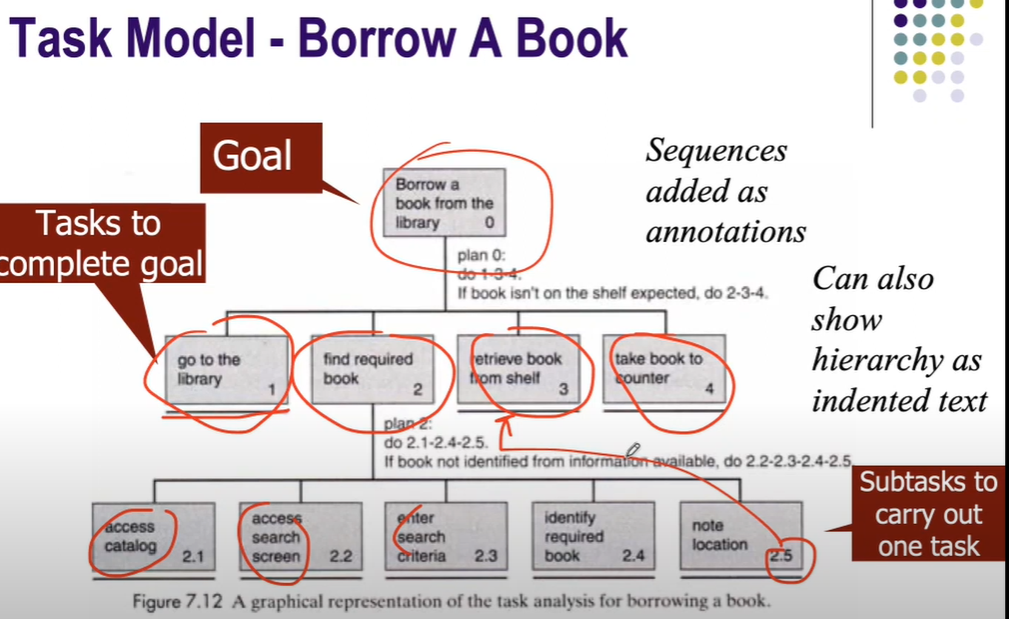 Task Model - Borrow A Book
Goal
Sequences
added as
annotations
Borrow a
book from the
library 0
Tasks to
complete goal
plan 0:
do 1-3-4.
If book isn't on the shelf expected, do 2-3-4.
Can also
show
hierarchy as
indented text
go to the
library 1
find required
book 2
retrieve book
from shelf 3
take book to
counter 4
plan 2:
do 2.1-2.4-2.5.
If book not identified from information available, do 2.2-2.3-2.4-2.5
Subtasks to
carry out
one task
access
catalog 2.1
access
search
screen 2.2
enter
search
criteria 2.3
identify
required
book 2.4
note
location 2.5
Figure 7.12 A graphical representation of the task analysis for borrowing a book.